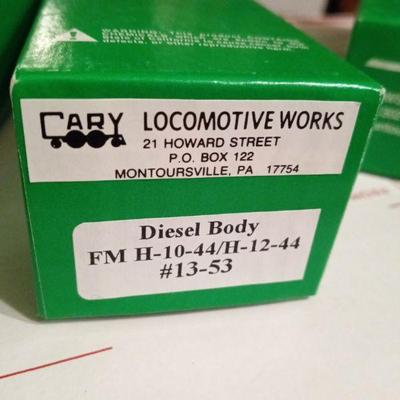 CARY LOCOMOTIVE WORKS
21 HOWARD STREET
P.O. BOX 122
MONTOURSVILLE, PA 17754
Diesel Body
FM H-10-44/H-12-44
#13-53